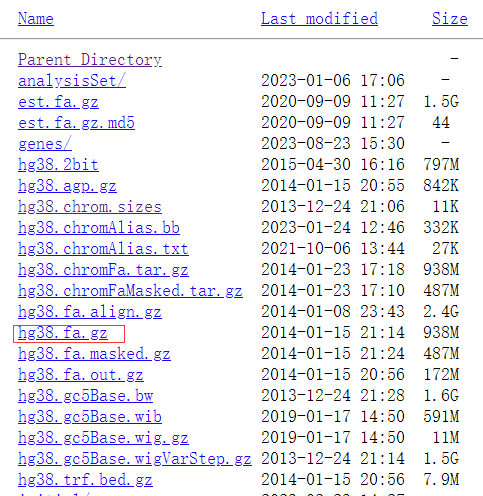 Name Last modified Size
Parent Directory -
analysisSet/ 2023-01-06 17:06 -
est.fa.gz 2020-09-09 11:27 1.5G
est.fa.gz.md5 2020-09-09 11:27 44
genes/ 2023-08-23 15:30 -
hg38.2bit 2015-04-30 16:16 797M
hg38.agp.gz 2014-01-15 20:55 842K
hg38.chrom.sizes 2013-12-24 21:06 11K
hg38.chromAlias.bb 2023-01-24 12:46 332K
hg38.chromAlias.txt 2021-10-06 13:44 27K
hg38.chromFa.tar.gz 2014-01-23 17:18 938M
hg38.chromFaMasked.tar.gz 2014-01-23 17:10 487M
hg38.fa.align.gz 2014-01-08 23:43 2.4G
hg38.fa.gz 2014-01-15 21:14 938M
hg38.fa.masked.gz 2014-01-15 21:24 487M
hg38.fa.out.gz 2014-01-15 20:56 172M
hg38.gc5Base.bw 2013-12-24 21:28 1.6G
hg38.gc5Base.wib 2019-01-17 14:50 591M
hg38.gc5Base.wig.gz 2019-01-17 14:50 11M
hg38.gc5Base.wigVarStep.gz 2013-12-24 21:14 1.5G
hg38.trf.bed.gz 2014-01-15 20:56 7.9M